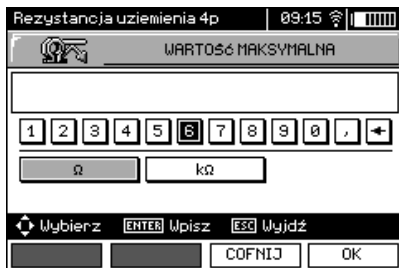 Rezystancja uziemienia 4p 09:15
WARTOŚĆ MAKSYMALNA
1 2 3 4 5 6 7 8 9 0 , ←
Ω kΩ
Wybierz ENTER Wpisz ESC Wyjdź
COFNIJ OK